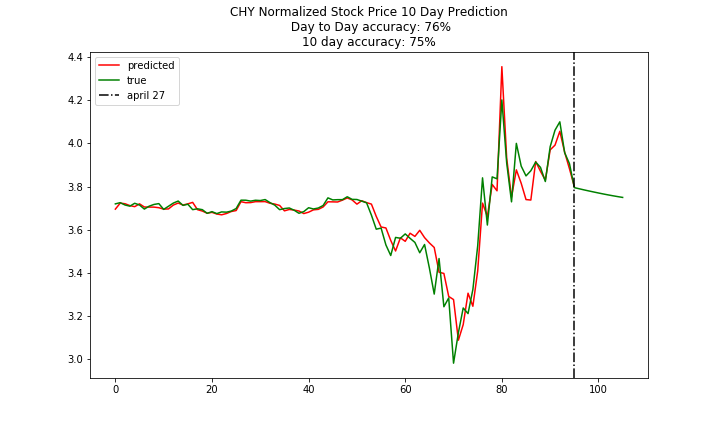 CHY Normalized Stock Price 10 Day Prediction
Day to Day accuracy: 76%
10 day accuracy: 75%
predicted
true
april 27
4.4
4.2
4.0
3.8
3.6
3.4
3.2
3.0
0 20 40 60 80 100